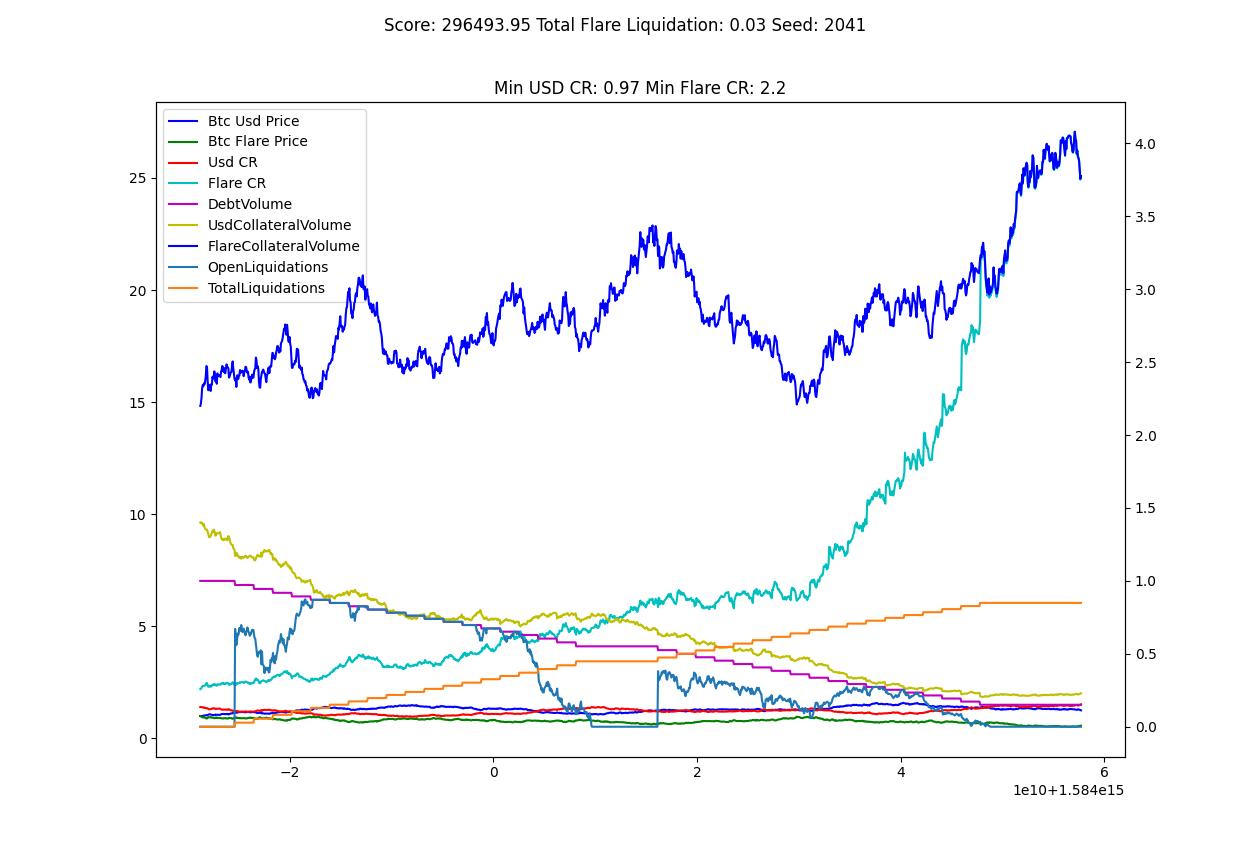 Score: 296493.95 Total Flare Liquidation: 0.03 Seed: 2041
Min USD CR: 0.97 Min Flare CR: 2.2
Btc Usd Price
Btc Flare Price
Usd CR
Flare CR
DebtVolume
UsdCollateralVolume
FlareCollateralVolume
OpenLiquidations
TotalLiquidations
25
20
15
10
5
0
4.0
3.5
3.0
2.5
2.0
1.5
1.0
0.5
0.0
−2 0 2 4 6
1e10+1.584e15